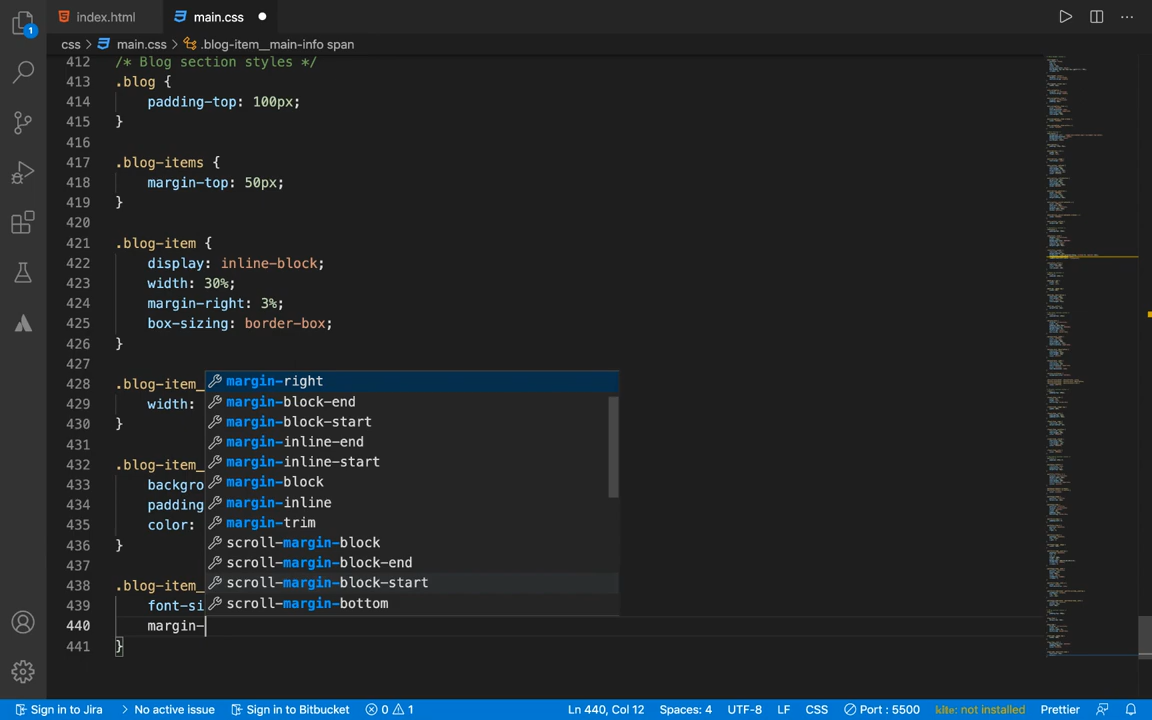 1
index.html
main.css
css > main.css > .blog-item__main-info span
412 /* Blog section styles */
413 .blog {
414 padding-top: 100px;
415 }
416
417 .blog-items {
418 margin-top: 50px;
419 }
420
421 .blog-item {
422 display: inline-block;
423 width: 30%;
424 margin-right: 3%;
425 box-sizing: border-box;
426 }
427
428 .blog-item_
429 width:
430 }
431
432 .blog-item_
433 backgro
434 padding
435 color:
436 }
437
438 .blog-item_
439 font-si
440 margin-
441 }
margin-right
margin-block-end
margin-block-start
margin-inline-end
margin-inline-start
margin-block
margin-inline
margin-trim
scroll-margin-block
scroll-margin-block-end
scroll-margin-block-start
scroll-margin-bottom
Sign in to Jira > No active issue Sign in to Bitbucket 0 1 Ln 440, Col 12 Spaces: 4 UTF-8 LF CSS Port : 5500 kite: not installed Prettier